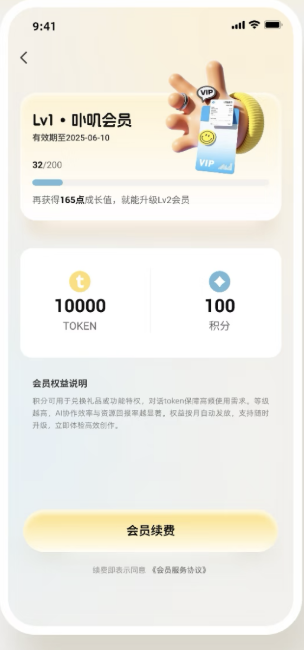 9:41
Lv1·卟叽会员
有效期至2025-06-10
VIP
VIP
32/200
再获得165点成长值，就能升级Lv2会员
t
10000
100
TOKEN
积分
会员权益说明
积分可用于兑换礼品或功能特权，对话token保障高频使用需求。等级
越高，AI协作效率与资源回报率越显著。权益按月自动发放，支持随时
升级，立即体验高效创作。
会员续费
续费即表示同意《会员服务协议》